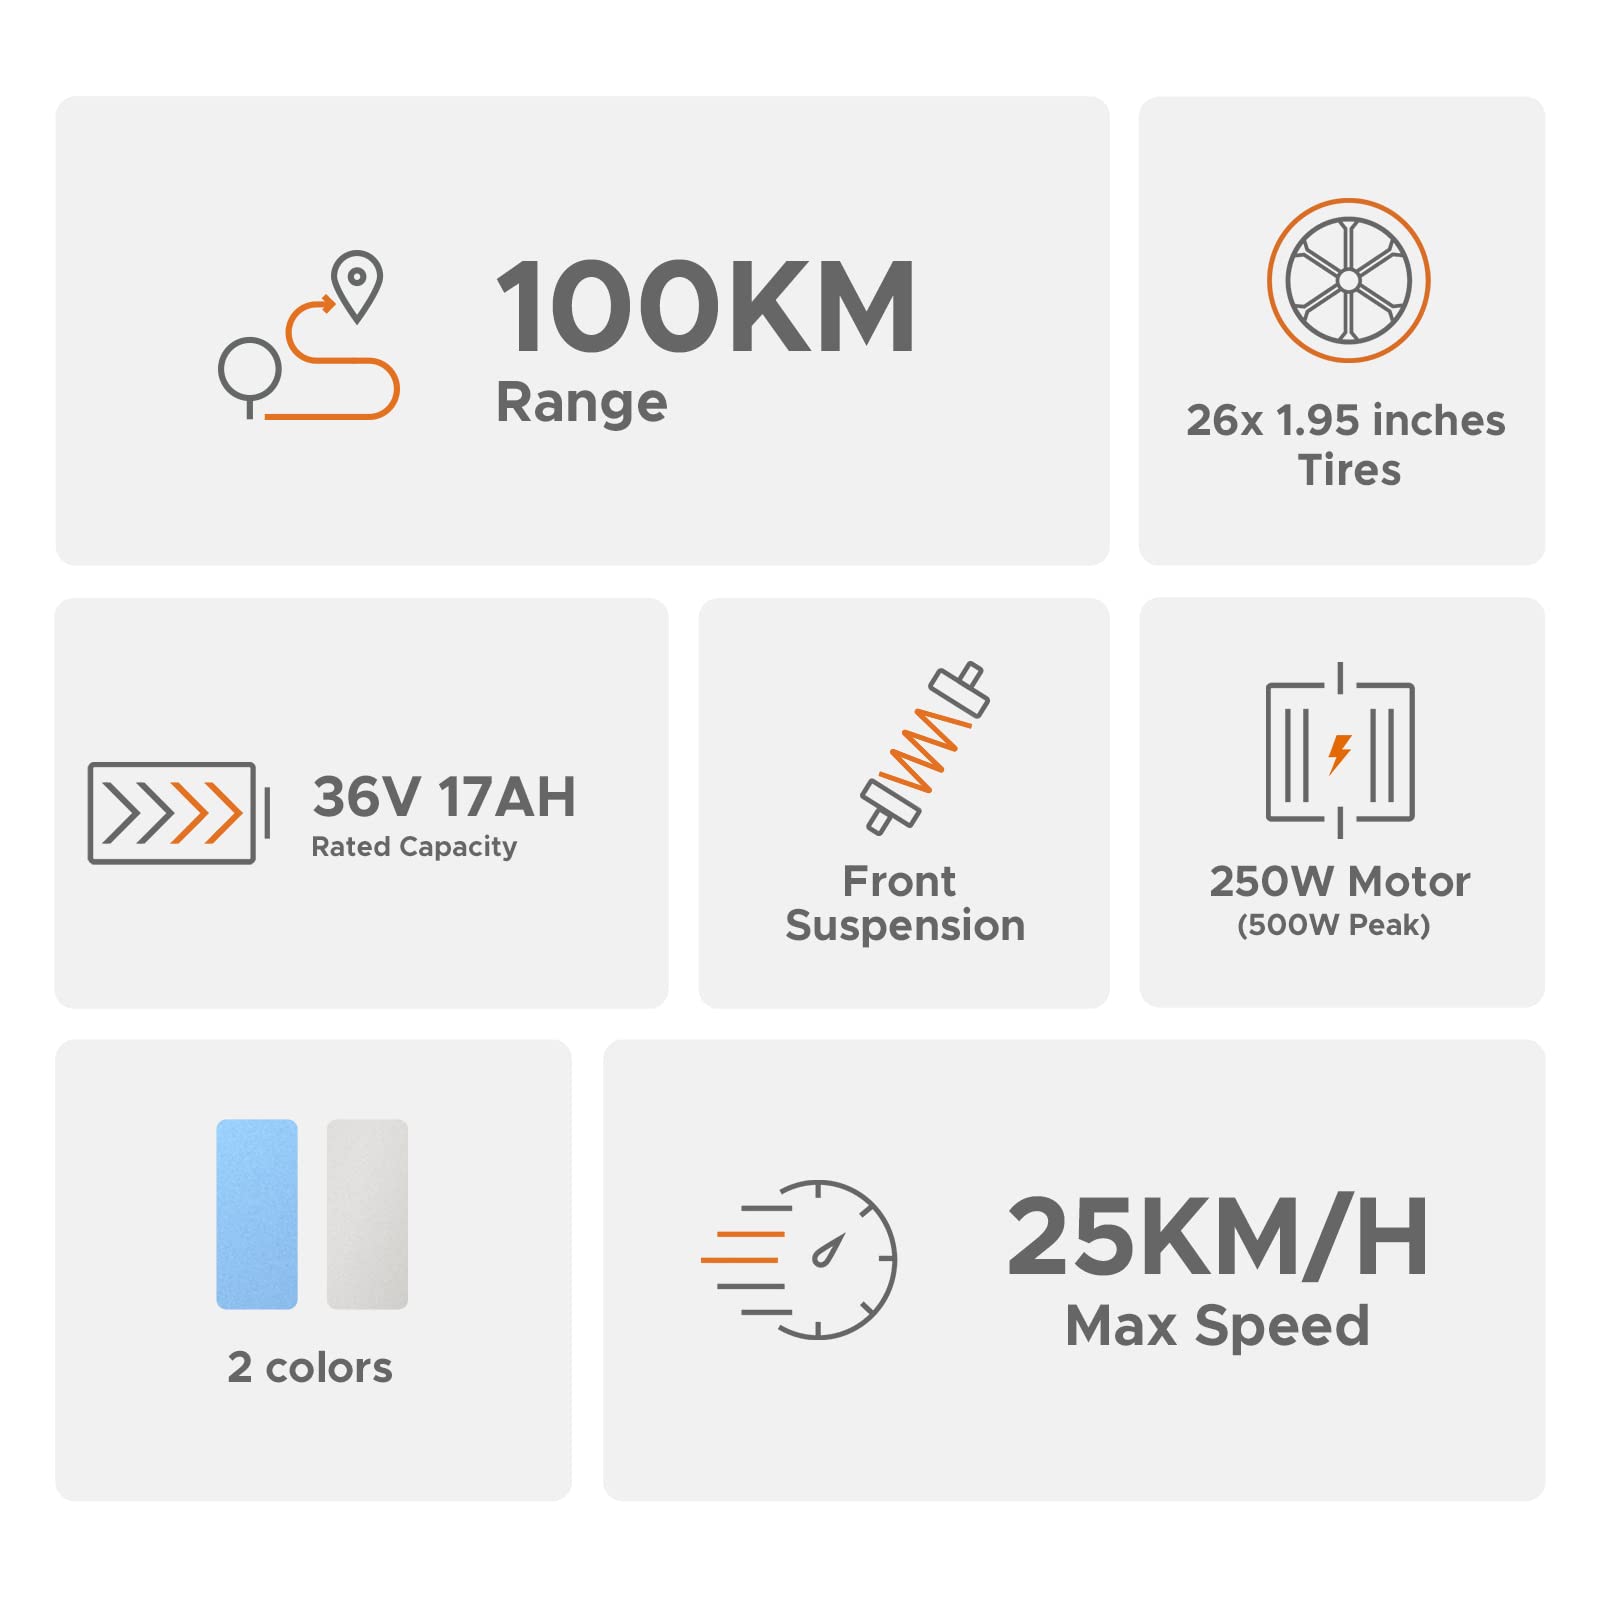 100KM
Range
26x 1.95 inches
Tires
36V 17AH
Rated Capacity
Front
Suspension
250W Motor
(500W Peak)
2 colors
25KM/H
Max Speed